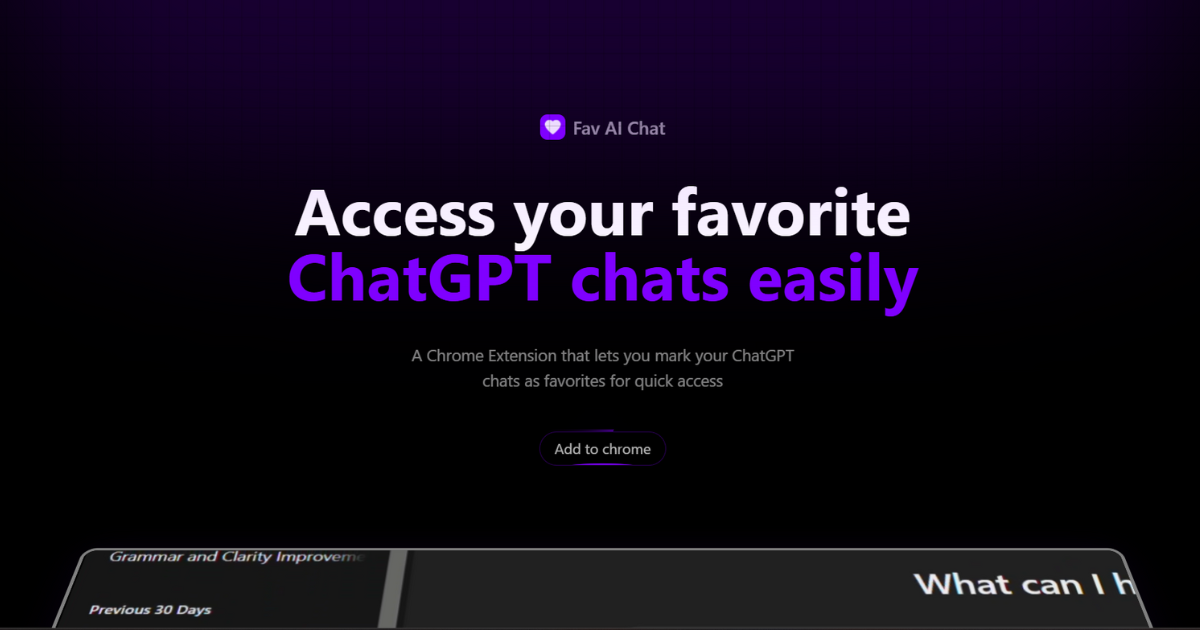 Fav AI Chat
Access your favorite
ChatGPT chats easily
A Chrome Extension that lets you mark your ChatGPT
chats as favorites for quick access
Add to chrome
Grammar and Clarity
What can I
Previous 30 Days